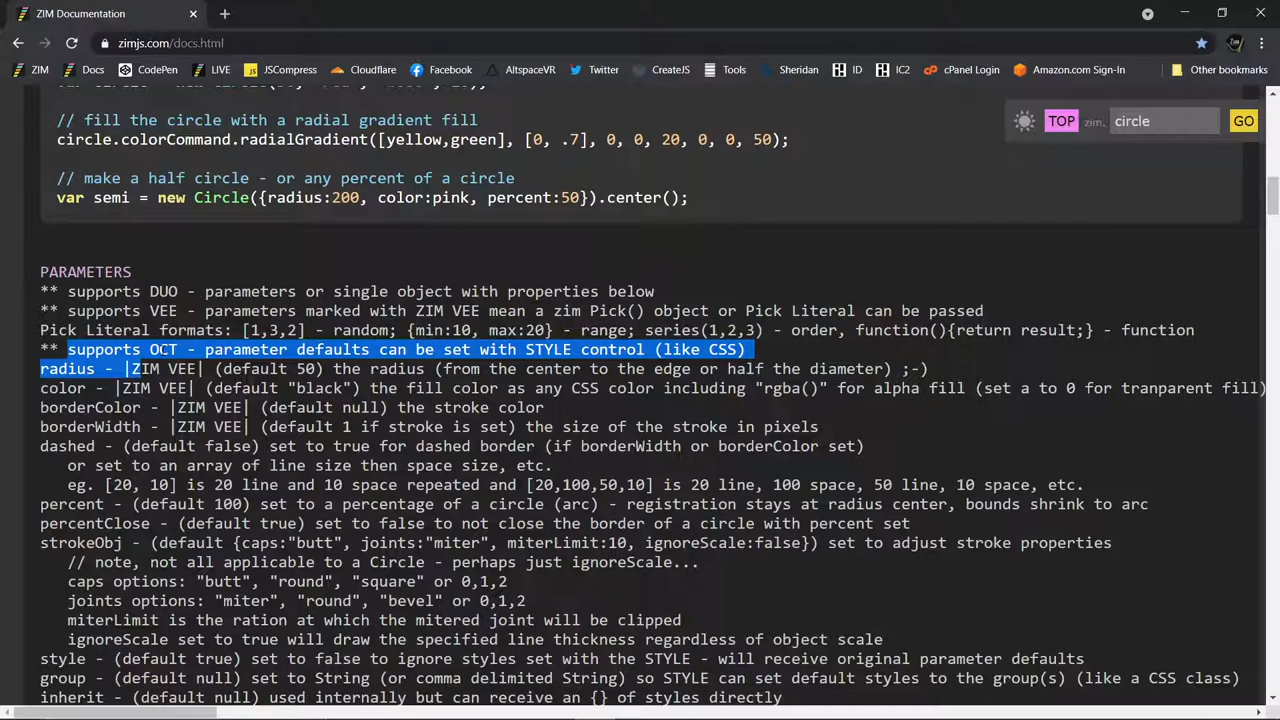 ZIM Documentation
zimjs.com/docs.html
ZIM Docs CodePen LIVE JSCompress Cloudflare Facebook AltspaceVR Twitter CreateJS Tools Sheridan ID IC2 cPanel Login Amazon.com Sign-In Other bookmarks
TOP zim. circle GO
// fill the circle with a radial gradient fill
circle.colorCommand.radialGradient([yellow,green], [0, .7], 0, 0, 20, 0, 0, 50);
// make a half circle - or any percent of a circle
var semi = new Circle({radius:200, color:pink, percent:50}).center();
PARAMETERS
** supports DUO - parameters or single object with properties below
** supports VEE - parameters marked with ZIM VEE mean a zim Pick() object or Pick Literal can be passed
Pick Literal formats: [1,3,2] - random; {min:10, max:20} - range; series(1,2,3) - order, function(){return result;} - function
** supports OCT - parameter defaults can be set with STYLE control (like CSS)
radius - |ZIM VEE| (default 50) the radius (from the center to the edge or half the diameter) ;-)
color - |ZIM VEE| (default "black") the fill color as any CSS color including "rgba()" for alpha fill (set a to 0 for tranparent fill)
borderColor - |ZIM VEE| (default null) the stroke color
borderWidth - |ZIM VEE| (default 1 if stroke is set) the size of the stroke in pixels
dashed - (default false) set to true for dashed border (if borderWidth or borderColor set)
or set to an array of line size then space size, etc.
eg. [20, 10] is 20 line and 10 space repeated and [20,100,50,10] is 20 line, 100 space, 50 line, 10 space, etc.
percent - (default 100) set to a percentage of a circle (arc) - registration stays at radius center, bounds shrink to arc
percentClose - (default true) set to false to not close the border of a circle with percent set
strokeObj - (default {caps:"butt", joints:"miter", miterLimit:10, ignoreScale:false}) set to adjust stroke properties
// note, not all applicable to a Circle - perhaps just ignoreScale...
caps options: "butt", "round", "square" or 0,1,2
joints options: "miter", "round", "bevel" or 0,1,2
miterLimit is the ration at which the mitered joint will be clipped
ignoreScale set to true will draw the specified line thickness regardless of object scale
style - (default true) set to false to ignore styles set with the STYLE - will receive original parameter defaults
group - (default null) set to String (or comma delimited String) so STYLE can set default styles to the group(s) (like a CSS class)
inherit - (default null) used internally but can receive an {} of styles directly